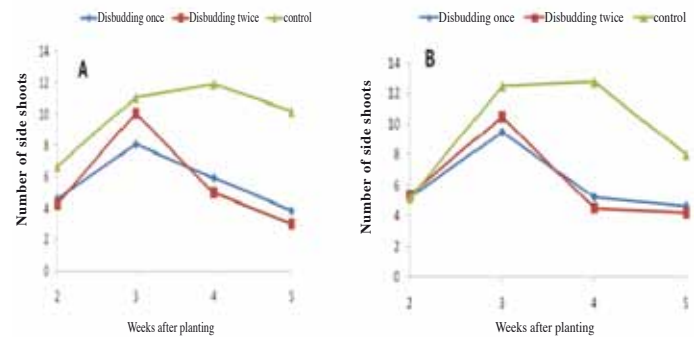 Disbudding once Disbudding twice control
A
Number of side shoots
14
12
10
8
6
4
2
0
2 3 4 5
Weeks after planting
Disbudding once Disbudding twice control
B
Number of side shoots
14
12
10
8
6
4
2
0
2 3 4 5
Weeks after planting